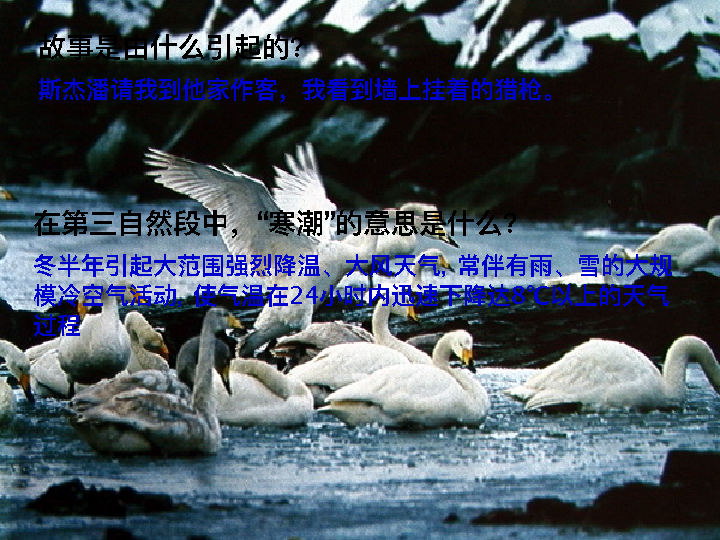 故事是由什么引起的？
斯杰潘请我到他家作客，我看到墙上挂着的猎枪。
在第三自然段中，“寒潮”的意思是什么？
冬半年引起大范围强烈降温、大风天气, 常伴有雨、雪的大规
模冷空气活动, 使气温在24小时内迅速下降达8℃以上的天气
过程